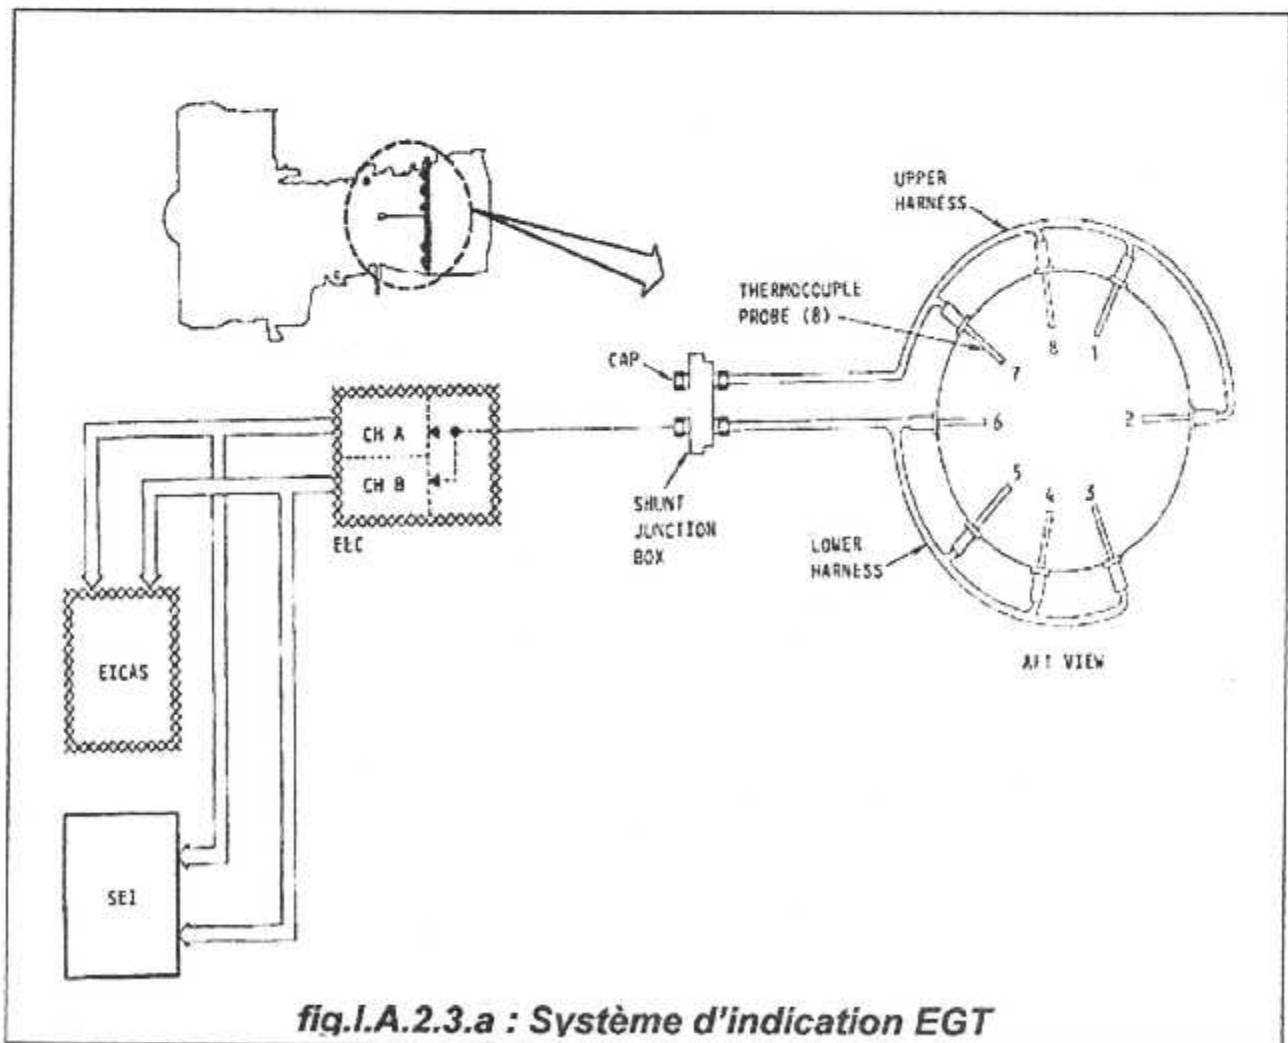 UPPER
HARNESS
THERMOCOUPLE
PROBE (8)
CAP
8
1
7
6
2
5
4
3
CH A
CH B
EEC
SHUNT
JUNCTION
BOX
LOWER
HARNESS
AFT VIEW
EICAS
SEI
fig.I.A.2.3.a : Système d'indication EGT